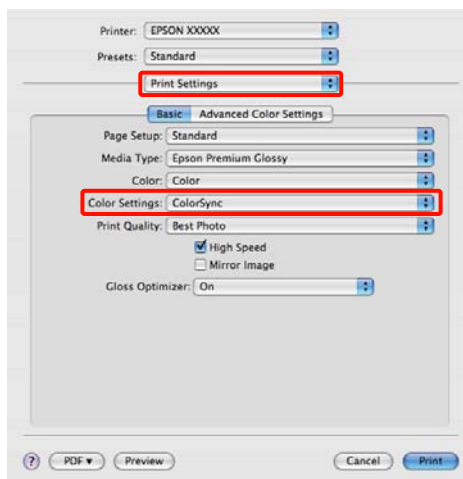 Printer: EPSON XXXXX
Presets: Standard
Print Settings
Basic Advanced Color Settings
Page Setup: Standard
Media Type: Epson Premium Glossy
Color: Color
Color Settings: ColorSync
Print Quality: Best Photo
High Speed
Mirror Image
Gloss Optimizer: On
? PDF ▾ Preview Cancel Print